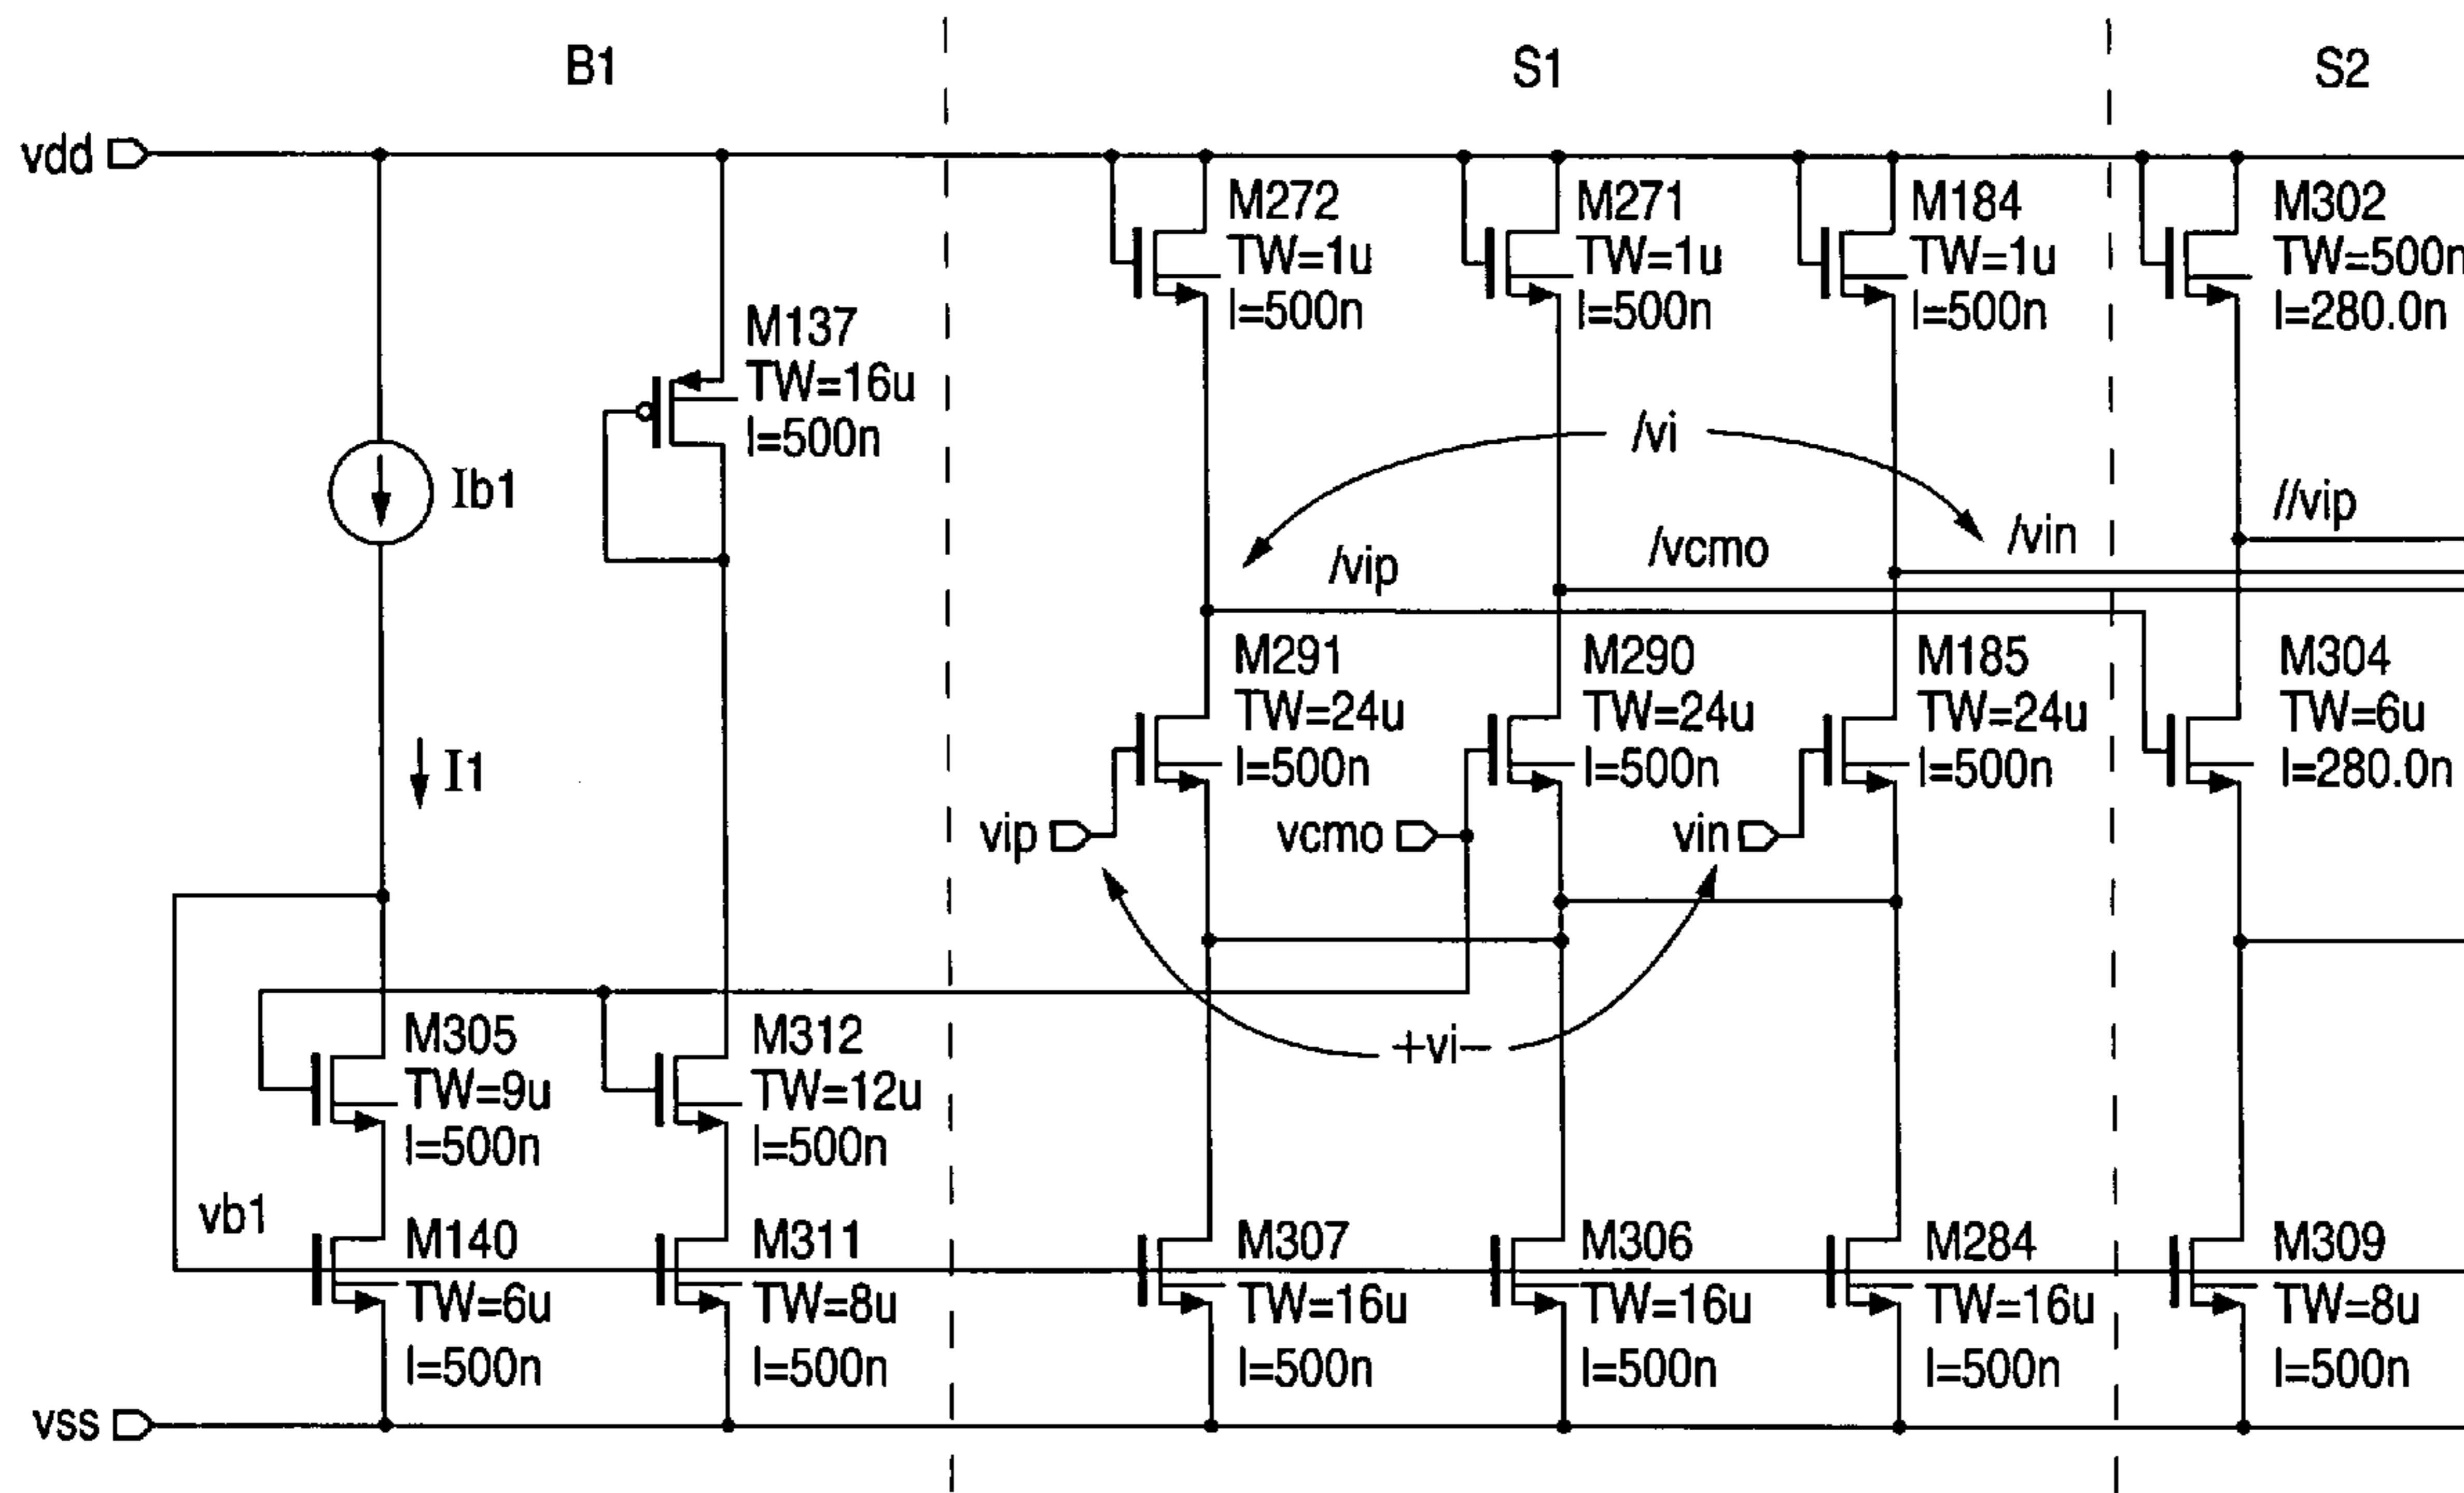 B1
S1
S2
vdd
M272
TW=1u
l=500n
M271
TW=1u
l=500n
M184
TW=1u
l=500n
M302
TW=500n
l=280.0n
M137
TW=16u
l=500n
Ib1
/vi
/vip
/vcmo
/vin
//vip
I1
M291
TW=24u
l=500n
M290
TW=24u
l=500n
M185
TW=24u
l=500n
M304
TW=6u
l=280.0n
vip
vcmo
vin
+vi−
M305
TW=9u
l=500n
M312
TW=12u
l=500n
vb1
M140
TW=6u
l=500n
M311
TW=8u
l=500n
M307
TW=16u
l=500n
M306
TW=16u
l=500n
M284
TW=16u
l=500n
M309
TW=8u
l=500n
vss